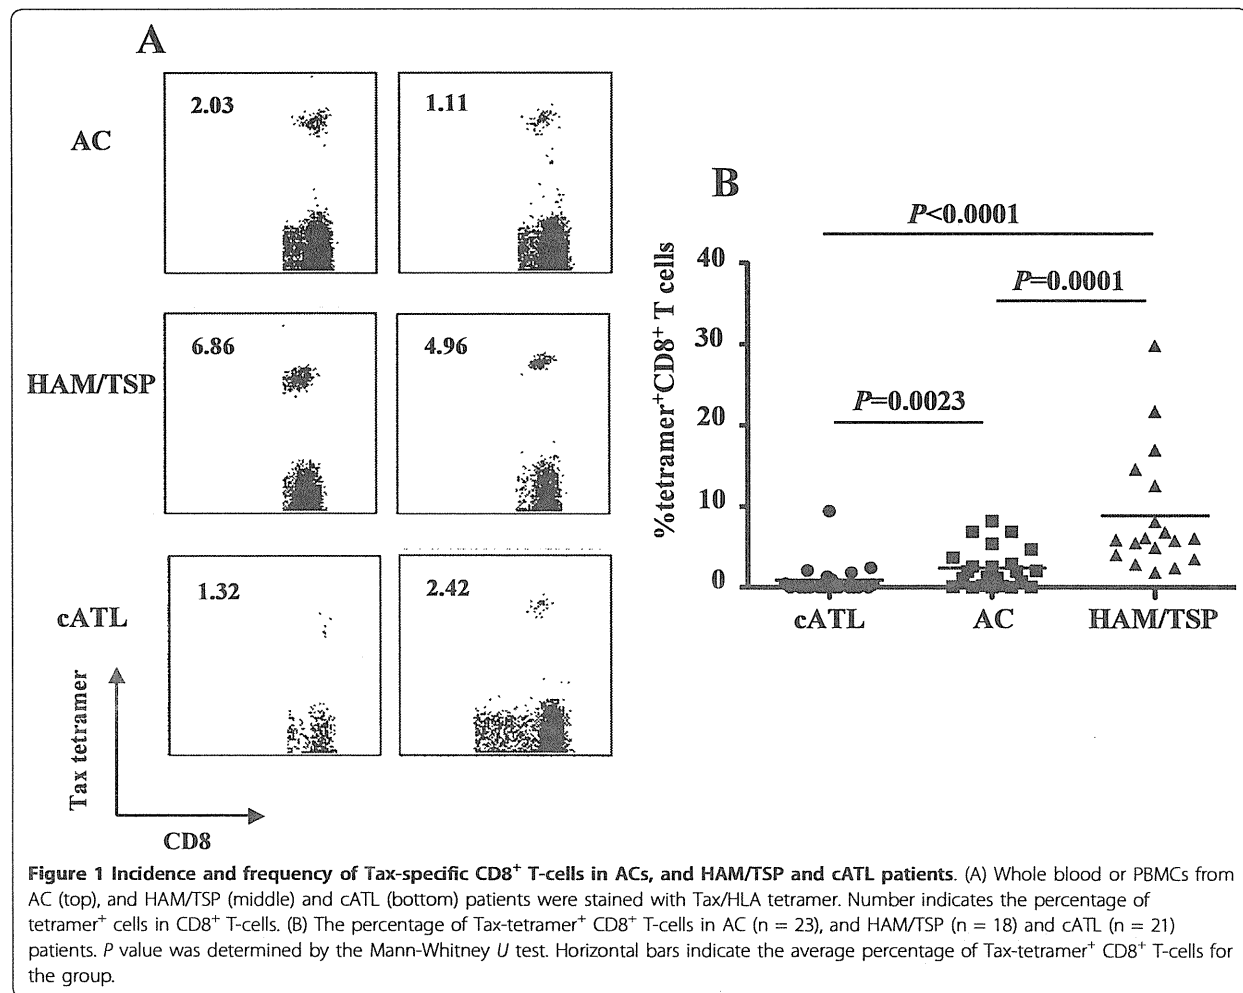 A
AC
2.03
1.11
HAM/TSP
6.86
4.96
cATL
1.32
2.42
Tax tetramer
CD8
B
P<0.0001
P=0.0001
P=0.0023
%tetramer⁺CD8⁺ T cells
40
30
20
10
0
cATL
AC
HAM/TSP
Figure 1 Incidence and frequency of Tax-specific CD8⁺ T-cells in ACs, and HAM/TSP and cATL patients. (A) Whole blood or PBMCs from
AC (top), and HAM/TSP (middle) and cATL (bottom) patients were stained with Tax/HLA tetramer. Number indicates the percentage of
tetramer⁺ cells in CD8⁺ T-cells. (B) The percentage of Tax-tetramer⁺ CD8⁺ T-cells in AC (n = 23), and HAM/TSP (n = 18) and cATL (n = 21)
patients. P value was determined by the Mann-Whitney U test. Horizontal bars indicate the average percentage of Tax-tetramer⁺ CD8⁺ T-cells for
the group.